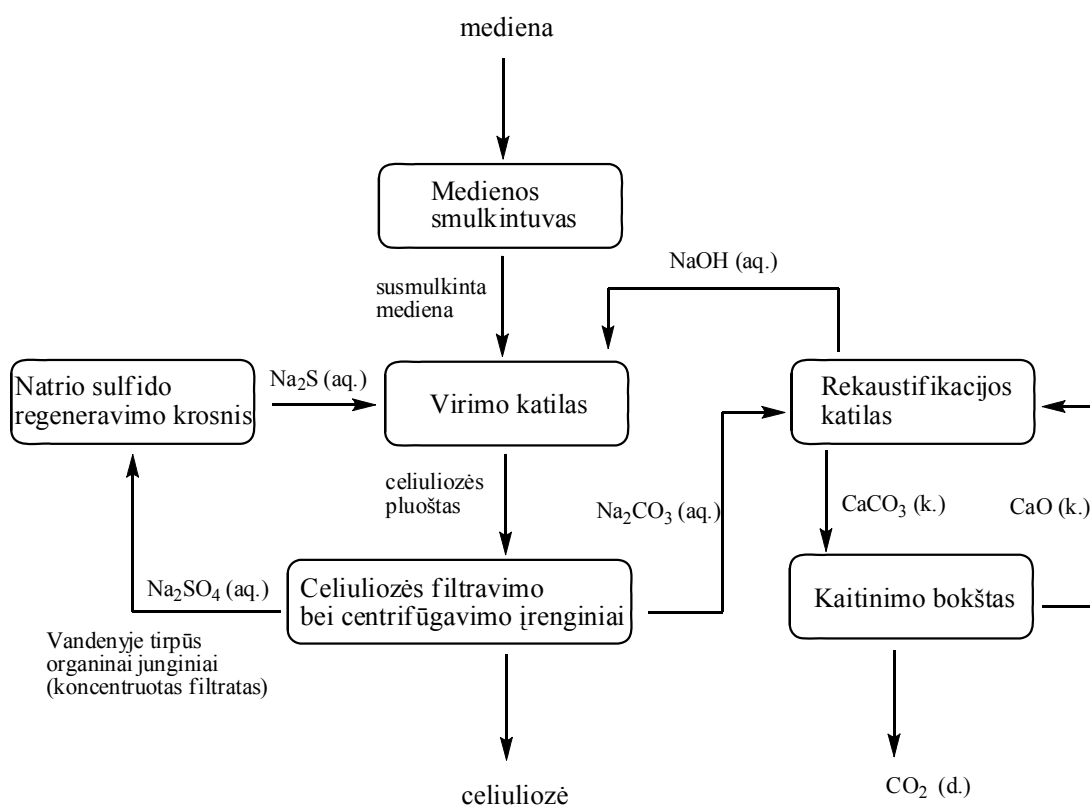 mediena
Medienos
smulkintuvas
NaOH (aq.)
susmulkinta
mediena
Natrio sulfido
regeneravimo krosnis
Na₂S (aq.)
Virimo katilas
Rekaustifikacijos
katilas
celiuliozės
pluoštas
Na₂CO₃ (aq.)
CaCO₃ (k.)
CaO (k.)
Na₂SO₄ (aq.)
Celiuliozės filtravimo
bei centrifūgavimo įrenginiai
Kaitinimo bokštas
Vandenyje tirpūs
organinai junginiai
(koncentruotas filtratas)
celiuliozė
CO₂ (d.)